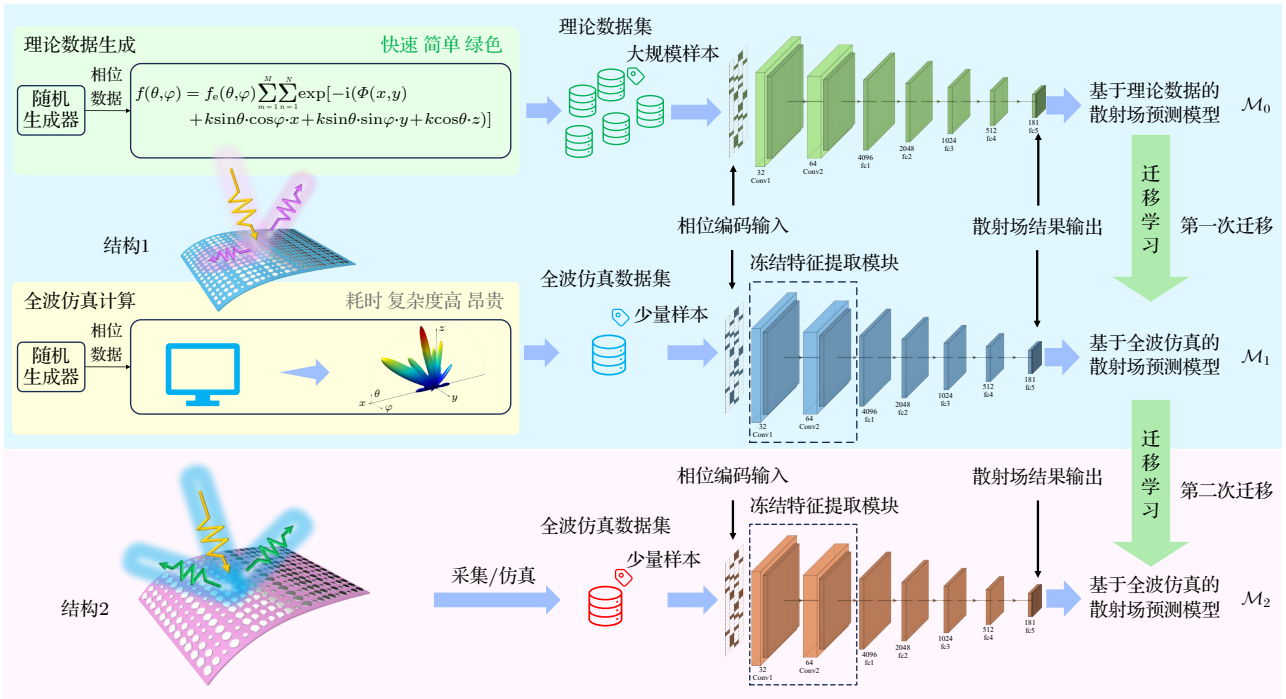 理论数据生成
快速 简单 绿色
随机
生成器
相位
数据
f(θ,φ) = fₑ(θ,φ)∑ᵐ₌₁ᴹ∑ₙ₌₁ᴺexp[−i(Φ(x,y)
+ksinθ·cosφ·x+ksinθ·sinφ·y+kcosθ·z)]
理论数据集
大规模样本
32
Conv1
64
Conv2
4096
fc1
2048
fc2
1024
fc3
512
fc4
181
fc5
基于理论数据的
散射场预测模型
ℳ₀
结构1
相位编码输入
散射场结果输出
迁移学习
第一次迁移
全波仿真计算
耗时 复杂度高 昂贵
随机
生成器
相位
数据
z
x
θ
φ
y
全波仿真数据集
少量样本
冻结特征提取模块
32
Conv1
64
Conv2
4096
fc1
2048
fc2
1024
fc3
512
fc4
181
fc5
基于全波仿真的
散射场预测模型
ℳ₁
迁移学习
第二次迁移
结构2
采集/仿真
全波仿真数据集
少量样本
相位编码输入
冻结特征提取模块
散射场结果输出
32
Conv1
64
Conv2
4096
fc1
2048
fc2
1024
fc3
512
fc4
181
fc5
基于全波仿真的
散射场预测模型
ℳ₂